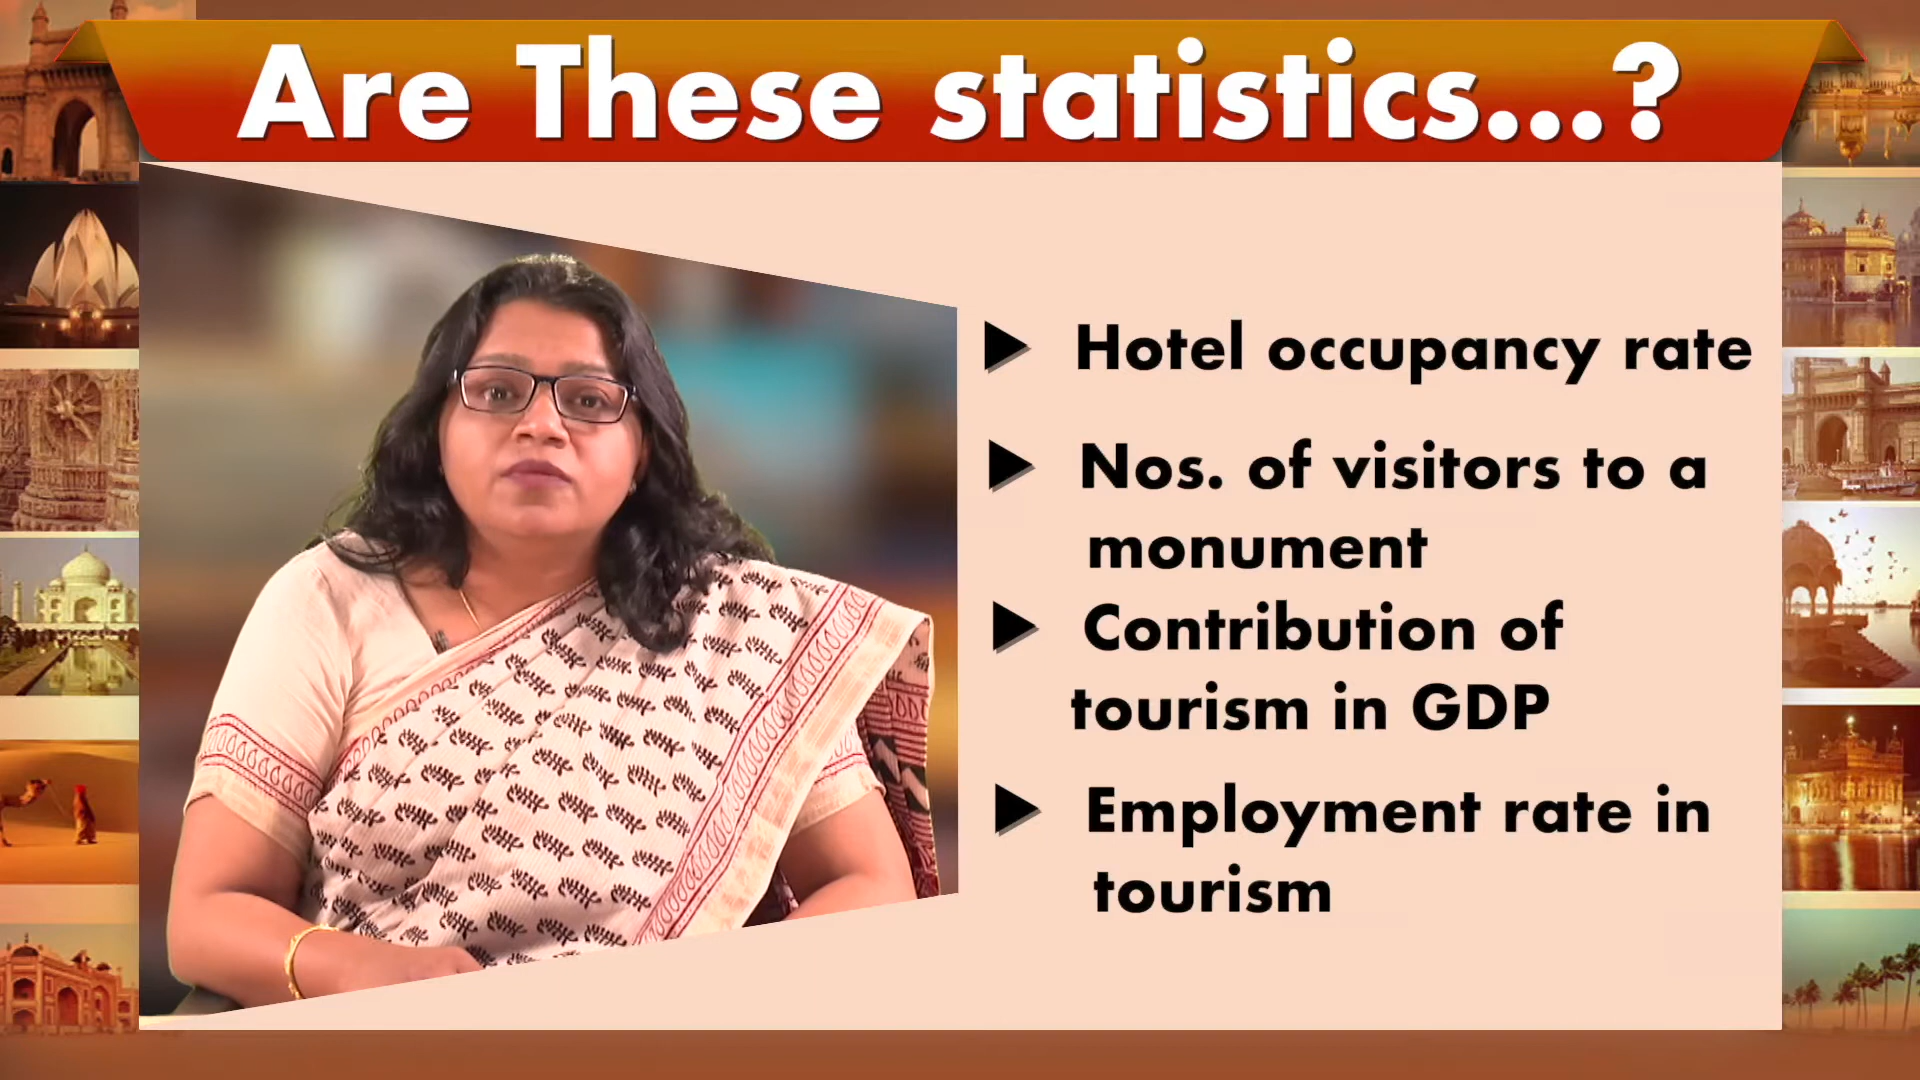 Are These statistics...?
Hotel occupancy rate
Nos. of visitors to a
monument
Contribution of
tourism in GDP
Employment rate in
tourism